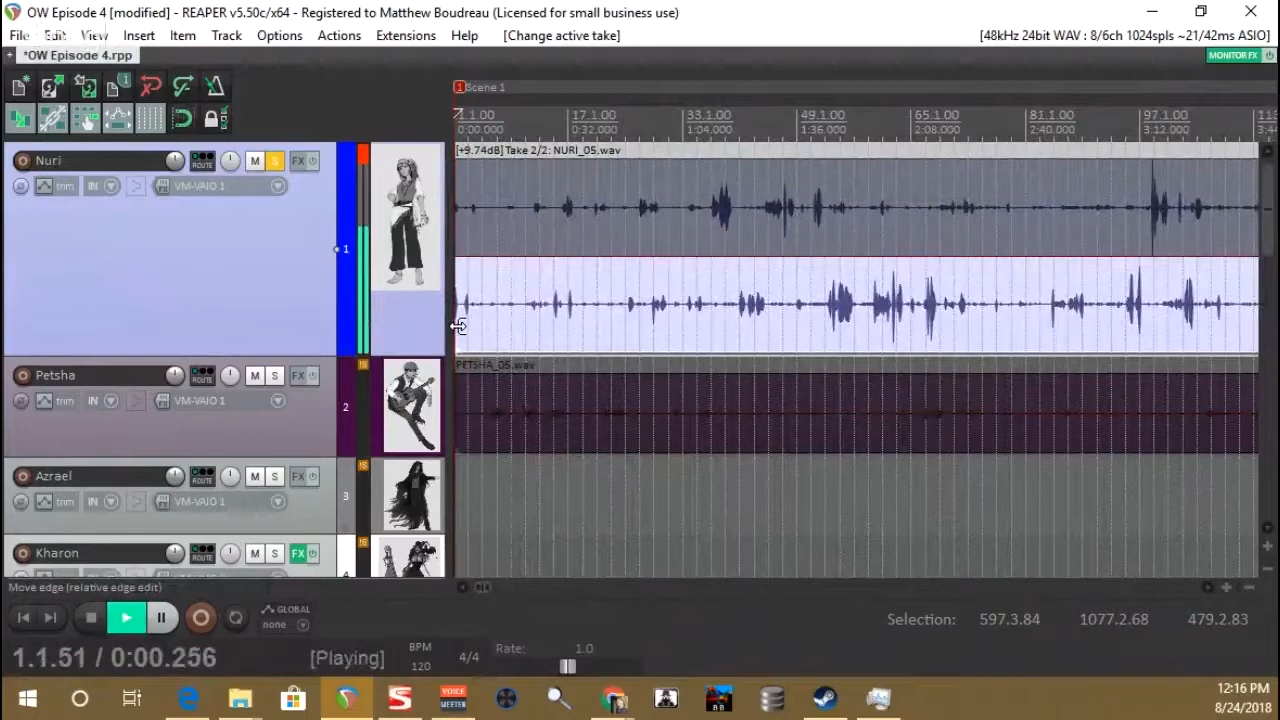 OW Episode 4 [modified] - REAPER v5.50c/x64 - Registered to Matthew Boudreau (Licensed for small business use)
File Edit View Insert Item Track Options Actions Extensions Help [Change active take] [48kHz 24bit WAV : 8/6ch 1024spls ~21/42ms ASIO]
*OW Episode 4.rpp MONITOR FX
1 Scene 1
1.1.00 17.1.00 33.1.00 49.1.00 65.1.00 81.1.00 97.1.00
0:00.000 0:32.000 1:04.000 1:36.000 2:08.000 2:40.000 3:12.000
[+9.74dB] Take 2/2: NURI_05.wav
Nuri ROUTE M S FX
trim IN VM-VAIO 1
1
PETSHA_05.wav
Petsha ROUTE M S FX
trim IN VM-VAIO 1
2
Azrael ROUTE M S FX
trim IN VM-VAIO 1
3
Kharon ROUTE M S FX
Move edge (relative edge edit)
GLOBAL
none
Selection: 597.3.84 1077.2.68 479.2.83
1.1.51 / 0:00.256 [Playing] BPM
120 4/4 Rate: 1.0
VOICE
MEETER
12:16 PM
8/24/2018